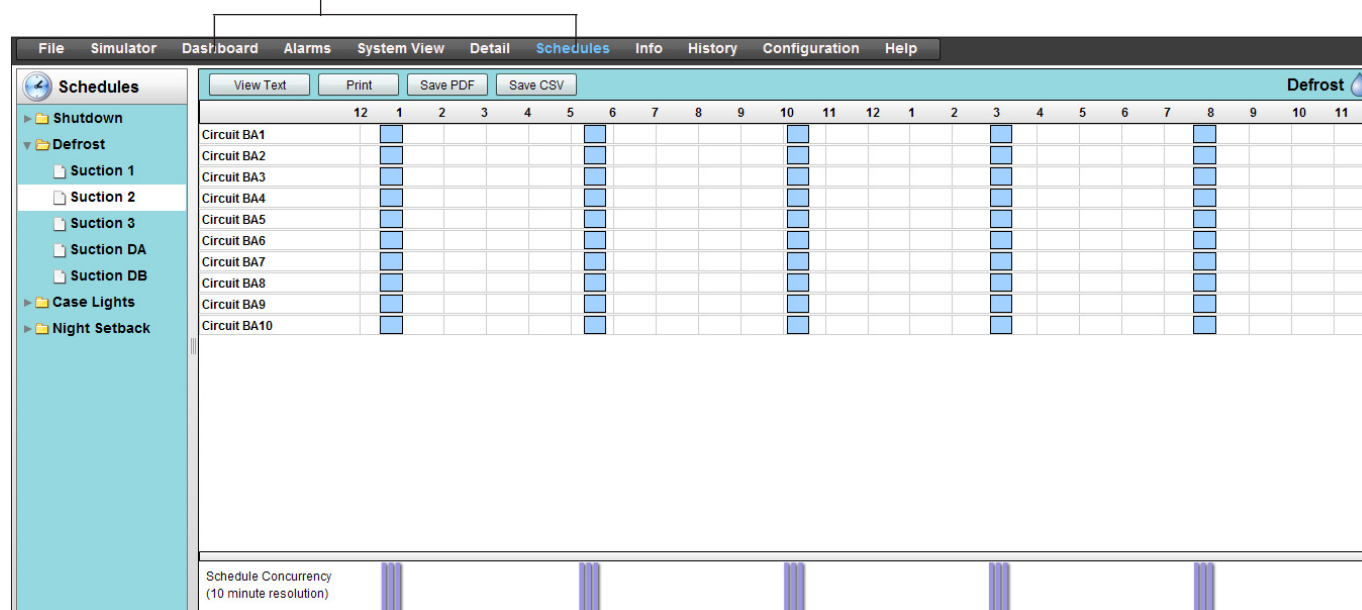 File Simulator Dashboard Alarms System View Detail Schedules Info History Configuration Help
Schedules
View Text Print Save PDF Save CSV Defrost
12 1 2 3 4 5 6 7 8 9 10 11 12 1 2 3 4 5 6 7 8 9 10 11
Shutdown
Defrost
Suction 1
Suction 2
Suction 3
Suction DA
Suction DB
Case Lights
Night Setback
Circuit BA1
Circuit BA2
Circuit BA3
Circuit BA4
Circuit BA5
Circuit BA6
Circuit BA7
Circuit BA8
Circuit BA9
Circuit BA10
Schedule Concurrency
(10 minute resolution)